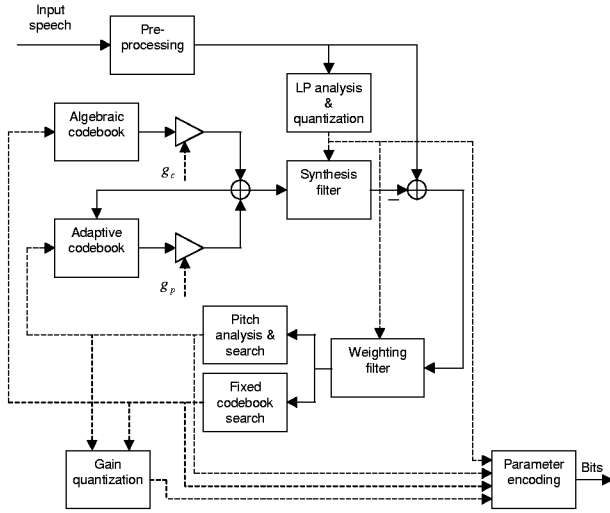 Input
speech
Pre-
processing
LP analysis
&
quantization
Algebraic
codebook
g_c
Synthesis
filter
Adaptive
codebook
g_p
Pitch
analysis &
search
Weighting
filter
Fixed
codebook
search
Gain
quantization
Parameter
encoding
Bits